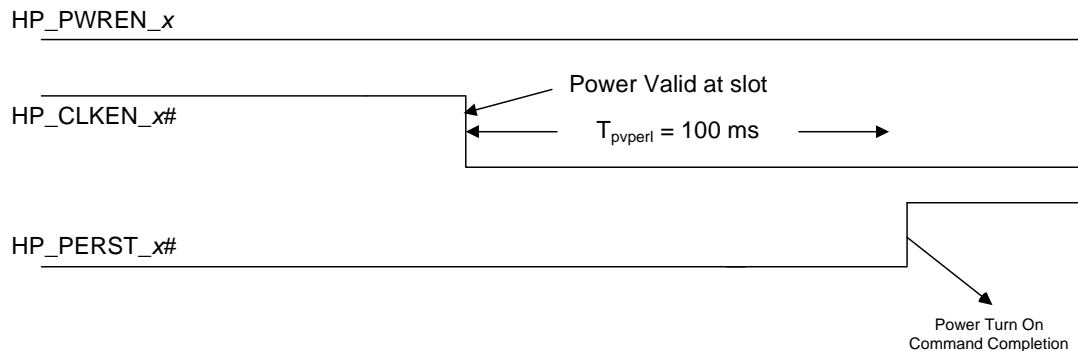 HP_PWREN_x
Power Valid at slot
HP_CLKEN_x#
Tpvperl = 100 ms
HP_PERST_x#
Power Turn On
Command Completion